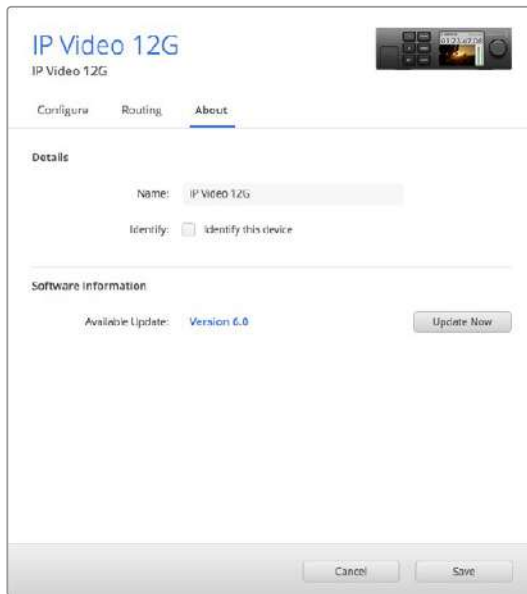 IP Video 12G
IP Video 12G
Configure Routing About
Details
Name: IP Video 12G
Identify: Identify this device
Software Information
Available Update: Version 6.0 Update Now
Cancel Save